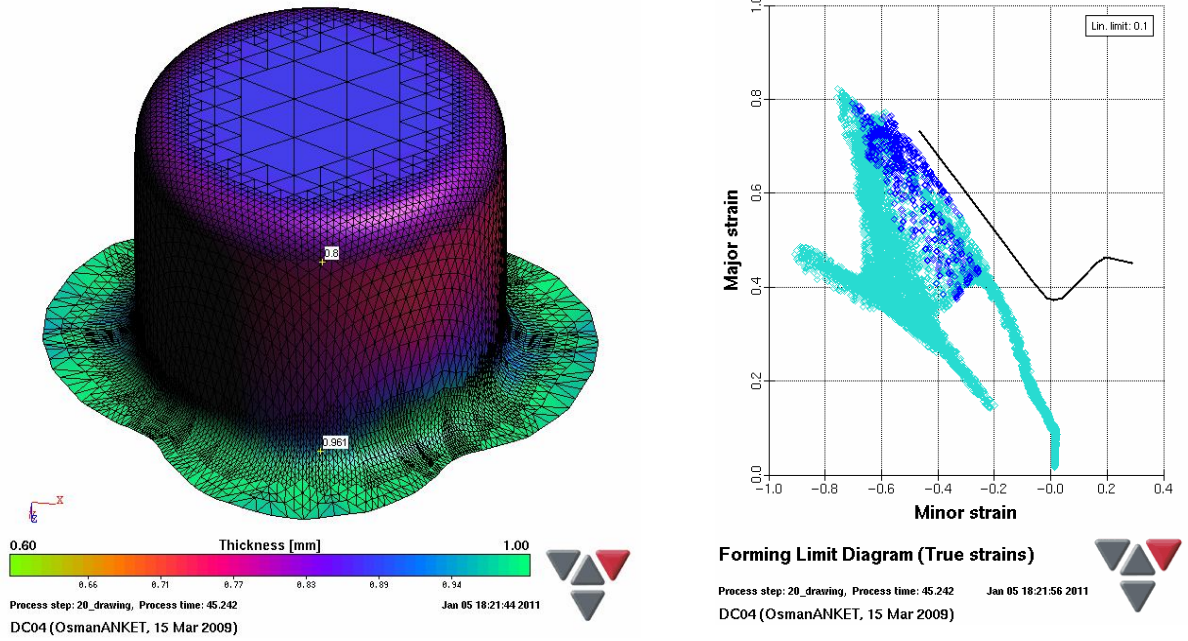 0.8
0.961
X
Z
0.60 Thickness [mm] 1.00
0.66 0.71 0.77 0.83 0.89 0.94
Process step: 20_drawing, Process time: 45.242 Jan 05 18:21:44 2011
DC04 (OsmanANKET, 15 Mar 2009)
Lin. limit: 0.1
1.0
0.8
0.6
0.4
0.2
0.0
Major strain
-1.0 -0.8 -0.6 -0.4 -0.2 -0.0 0.2 0.4
Minor strain
Forming Limit Diagram (True strains)
Process step: 20_drawing, Process time: 45.242 Jan 05 18:21:56 2011
DC04 (OsmanANKET, 15 Mar 2009)